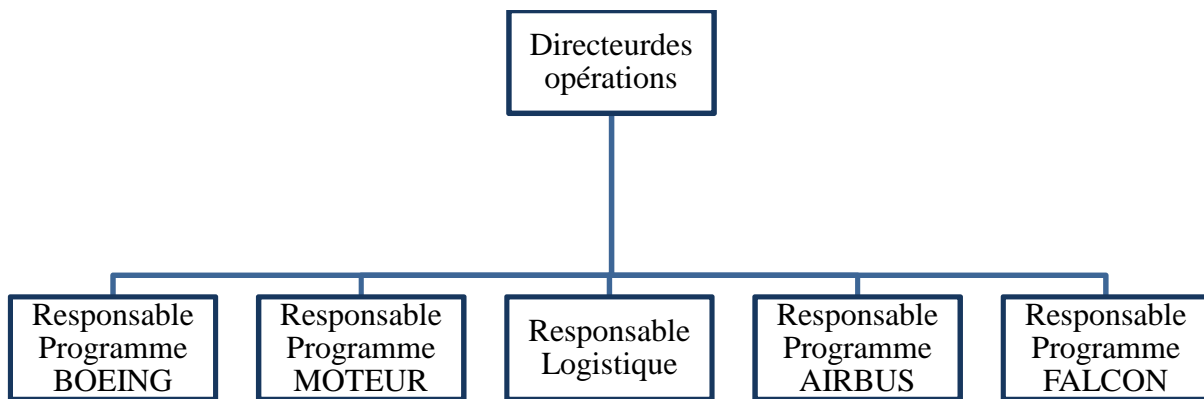 Directeurdes
opérations
Responsable
Programme
BOEING
Responsable
Programme
MOTEUR
Responsable
Logistique
Responsable
Programme
AIRBUS
Responsable
Programme
FALCON